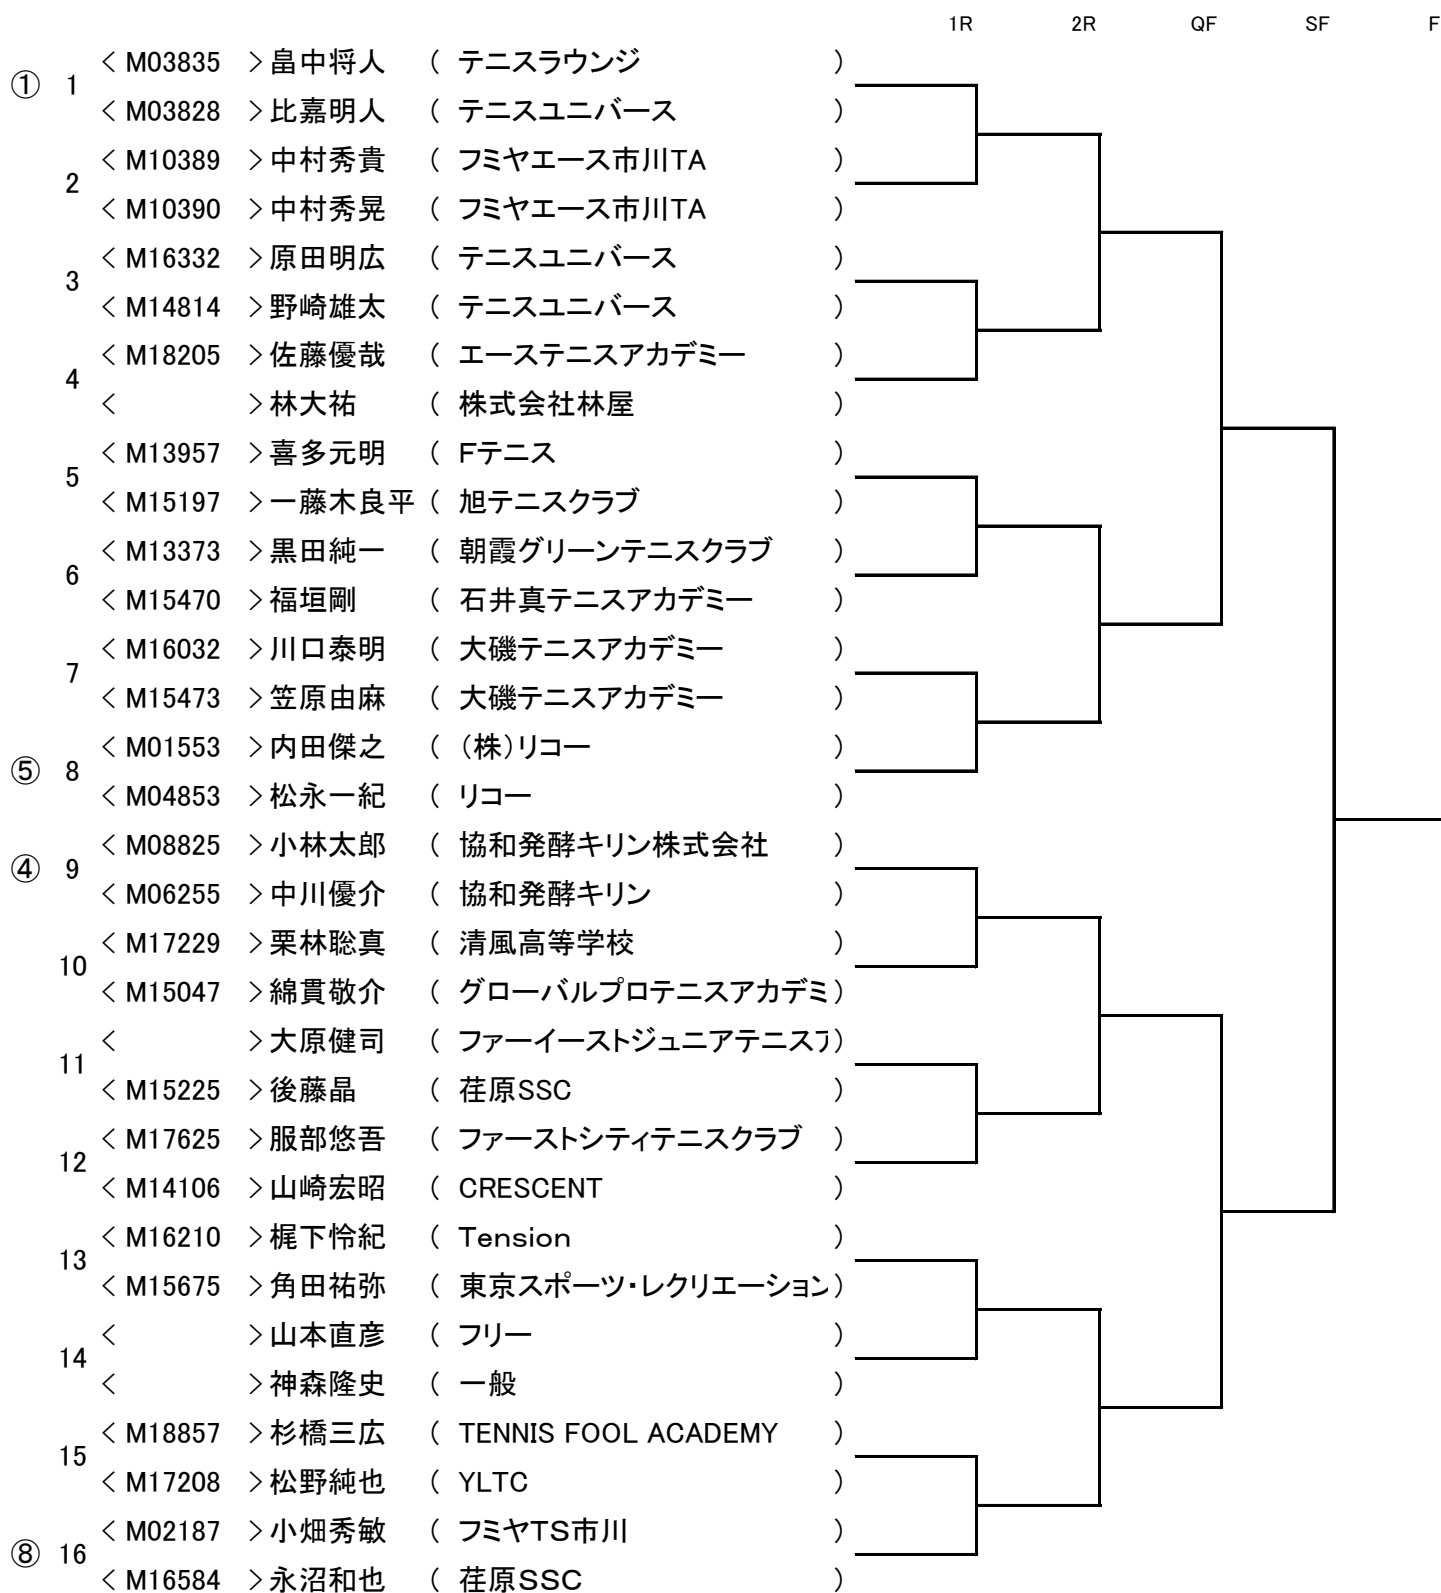 1R 2R QF SF F
< M03835 > 畠中将人 ( テニスラウンジ )
① 1
< M03828 > 比嘉明人 ( テニスユニバース )
< M10389 > 中村秀貴 ( フミヤエース市川TA )
2
< M10390 > 中村秀晃 ( フミヤエース市川TA )
< M16332 > 原田明広 ( テニスユニバース )
3
< M14814 > 野崎雄太 ( テニスユニバース )
< M18205 > 佐藤優哉 ( エーステニスアカデミー )
4
< > 林大祐 ( 株式会社林屋 )
< M13957 > 喜多元明 ( Fテニス )
5
< M15197 > 一藤木良平 ( 旭テニスクラブ )
< M13373 > 黒田純一 ( 朝霞グリーンテニスクラブ )
6
< M15470 > 福垣剛 ( 石井真テニスアカデミー )
< M16032 > 川口泰明 ( 大磯テニスアカデミー )
7
< M15473 > 笠原由麻 ( 大磯テニスアカデミー )
< M01553 > 内田傑之 ( (株)リコー )
⑤ 8
< M04853 > 松永一紀 ( リコー )
< M08825 > 小林太郎 ( 協和発酵キリン株式会社 )
④ 9
< M06255 > 中川優介 ( 協和発酵キリン )
< M17229 > 栗林聡真 ( 清風高等学校 )
10
< M15047 > 綿貫敬介 ( グローバルプロテニスアカデミ )
< > 大原健司 ( ファーイーストジュニアテニスア )
11
< M15225 > 後藤晶 ( 荏原SSC )
< M17625 > 服部悠吾 ( ファーストシティテニスクラブ )
12
< M14106 > 山崎宏昭 ( CRESCENT )
< M16210 > 梶下怜紀 ( Tension )
13
< M15675 > 角田祐弥 ( 東京スポーツ・レクリエーション )
< > 山本直彦 ( フリー )
14
< > 神森隆史 ( 一般 )
< M18857 > 杉橋三広 ( TENNIS FOOL ACADEMY )
15
< M17208 > 松野純也 ( YLTC )
< M02187 > 小畑秀敏 ( フミヤTS市川 )
⑧ 16
< M16584 > 永沼和也 ( 荏原SSC )